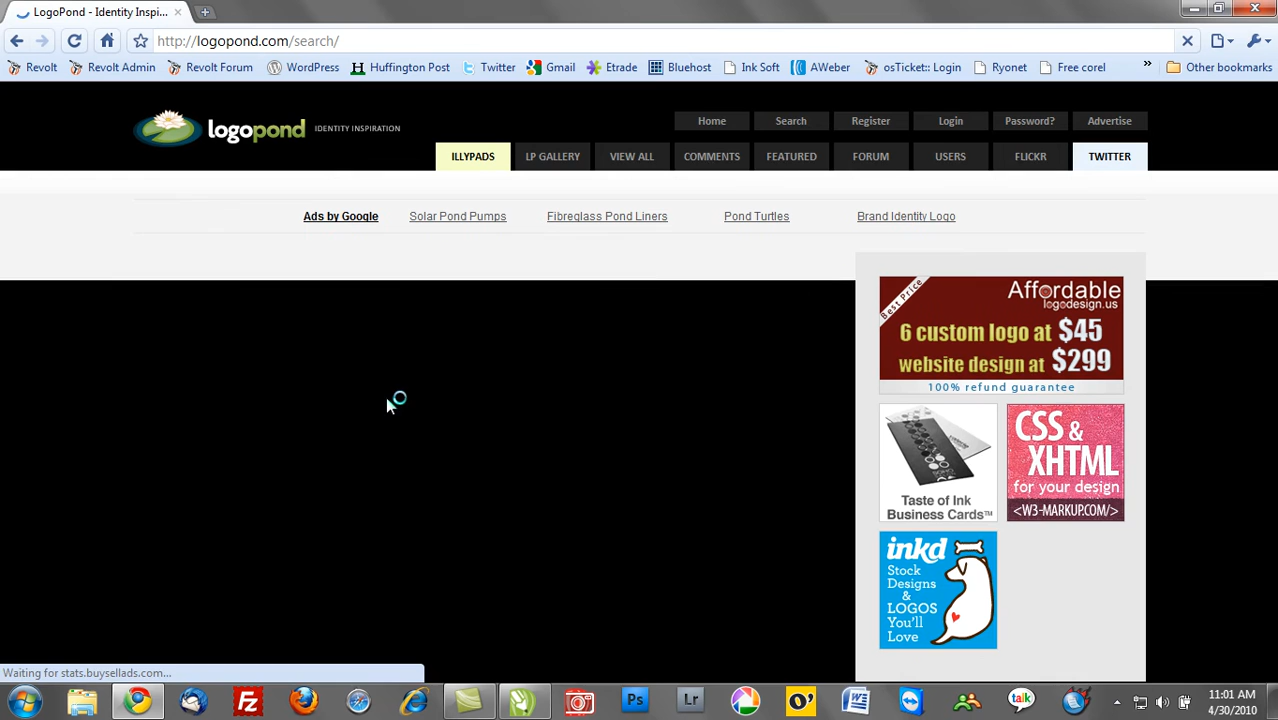 LogoPond - Identity Inspi...
http://logopond.com/search/
Revolt Revolt Admin Revolt Forum WordPress Huffington Post Twitter Gmail Etrade Bluehost Ink Soft AWeber osTicket:: Login Ryonet Free corel » Other bookmarks
logopond IDENTITY INSPIRATION
Home Search Register Login Password? Advertise
ILLYPADS LP GALLERY VIEW ALL COMMENTS FEATURED FORUM USERS FLICKR TWITTER
Ads by Google Solar Pond Pumps Fibreglass Pond Liners Pond Turtles Brand Identity Logo
Best Price
Affordable
logodesign.us
6 custom logo at $45
website design at $299
100% refund guarantee
Taste of Ink
Business Cards™
CSS &
XHTML
for your design
<W3-MARKUP.COM/>
inkd
Stock
Designs
&
LOGOS
You'll
Love
Waiting for stats.buysellads.com...
Ps Lr talk
11:01 AM
4/30/2010